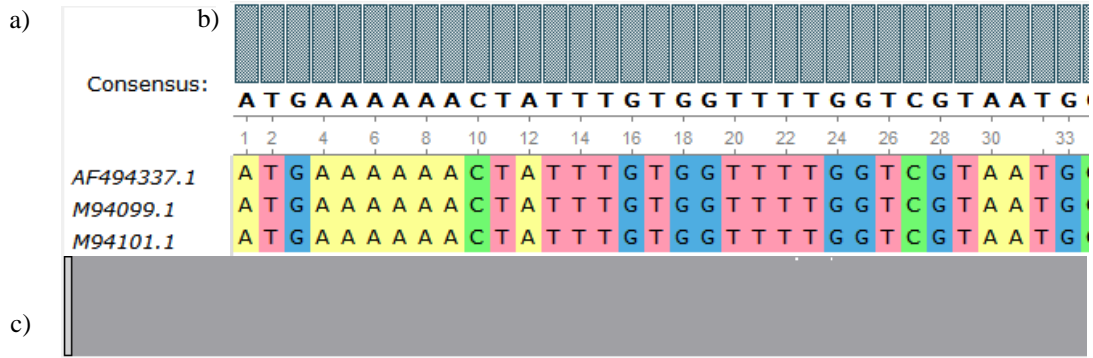 a)
b)
Consensus:
A T G A A A A A A C T A T T T G T G G T T T T G G T C G T A A T G
1 2 4 6 8 10 12 14 16 18 20 22 24 26 28 30 33
AF494337.1 A T G A A A A A A C T A T T T G T G G T T T T G G T C G T A A T G
M94099.1 A T G A A A A A A C T A T T T G T G G T T T T G G T C G T A A T G
M94101.1 A T G A A A A A A C T A T T T G T G G T T T T G G T C G T A A T G
c)